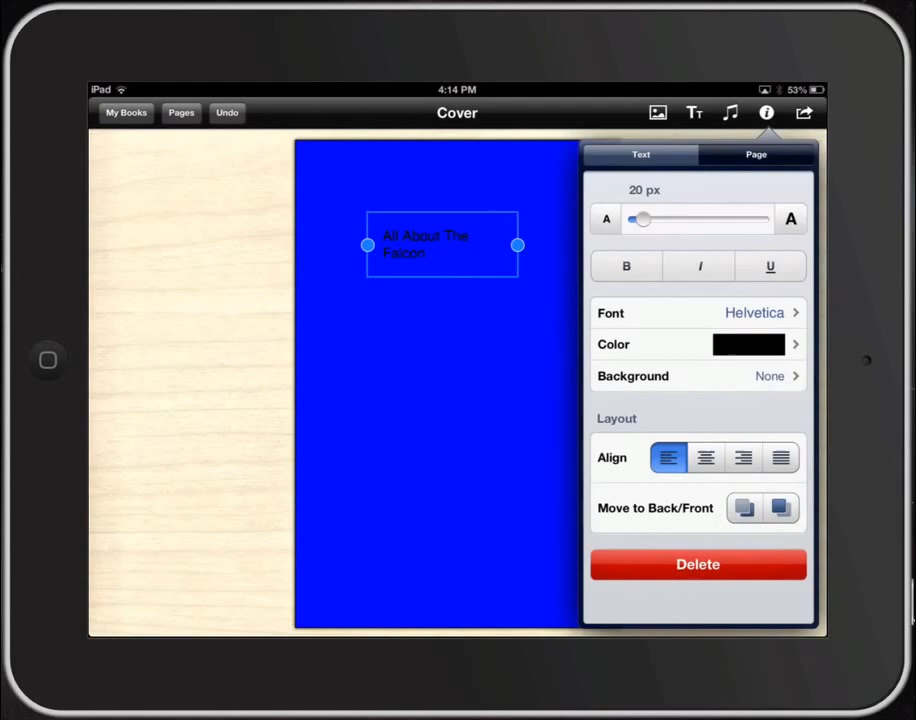 iPad 4:14 PM 53%
My Books Pages Undo Cover TT i
Text Page
20 px
A A
All About The
Falcon
B I U
Font Helvetica
Color
Background None
Layout
Align
Move to Back/Front
Delete